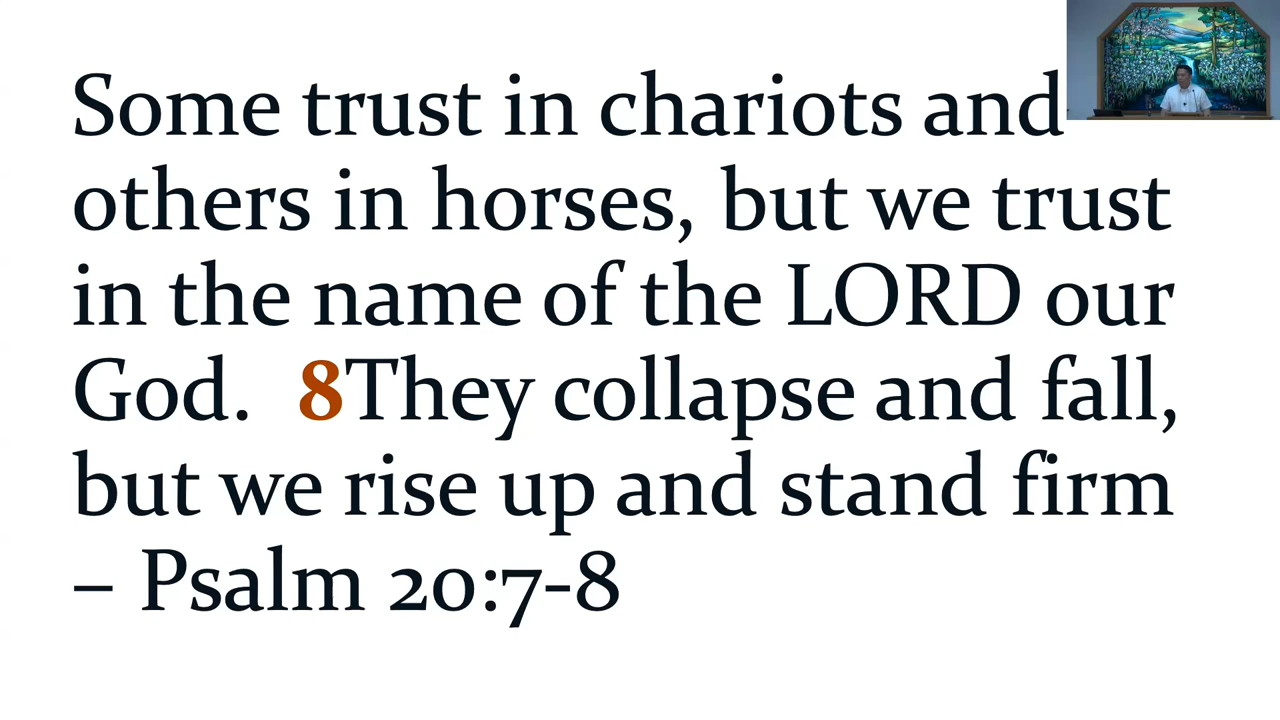 Some trust in chariots and
others in horses, but we trust
in the name of the LORD our
God. 8They collapse and fall,
but we rise up and stand firm
– Psalm 20:7-8